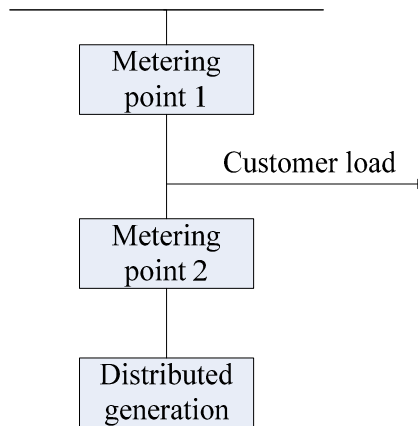 Metering
point 1
Customer load
Metering
point 2
Distributed
generation